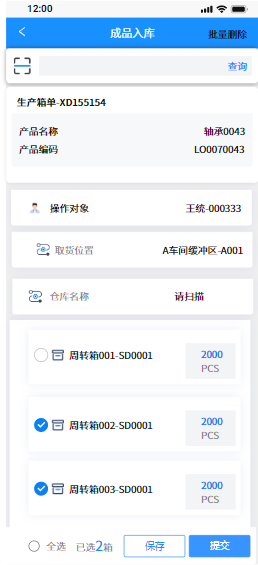 12:00
成品入库 批量删除
查询
生产箱单-XD155154
产品名称 轴承0043
产品编码 LO0070043
操作对象 王统-000333
取货位置 A车间缓冲区-A001
仓库名称 请扫描
周转箱001-SD0001 2000
PCS
周转箱002-SD0001 2000
PCS
周转箱003-SD0001 2000
PCS
全选 已选2箱 保存 提交